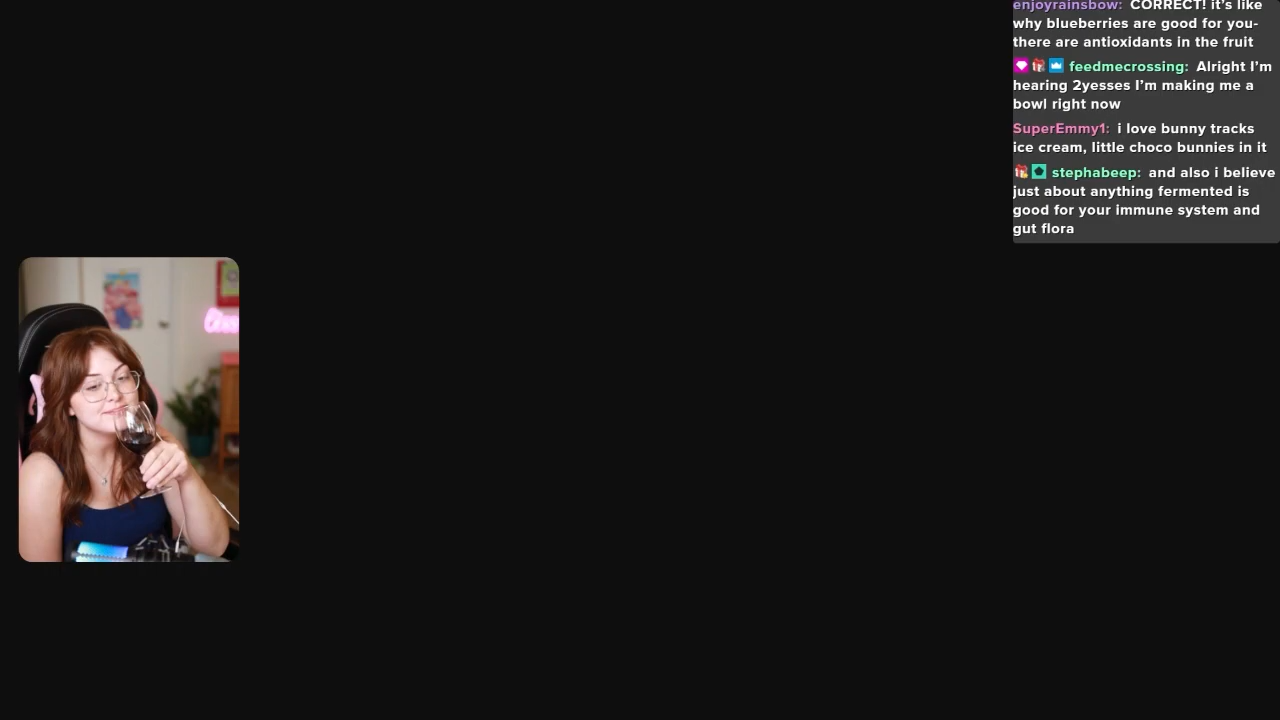 enjoyrainsbow: CORRECT! it's like
why blueberries are good for you-
there are antioxidants in the fruit
feedmecrossing: Alright I'm
hearing 2yesses I'm making me a
bowl right now
SuperEmmy1: i love bunny tracks
ice cream, little choco bunnies in it
stephabeep: and also i believe
just about anything fermented is
good for your immune system and
gut flora